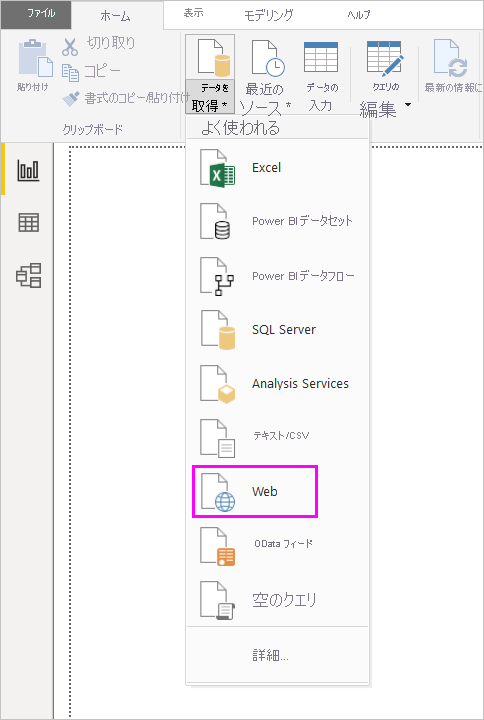 ファイル
ホーム
表示
モデリング
ヘルプ
貼り付け
切り取り
コピー
書式のコピー/貼り付け
クリップボード
データを
取得 *
最近の
ソース *
データの
入力
クエリの
編集
最新の情報に
よく使われる
Excel
Power BIデータセット
Power BIデータフロー
SQL Server
Analysis Services
テキスト/CSV
Web
OData フィード
空のクエリ
詳細...